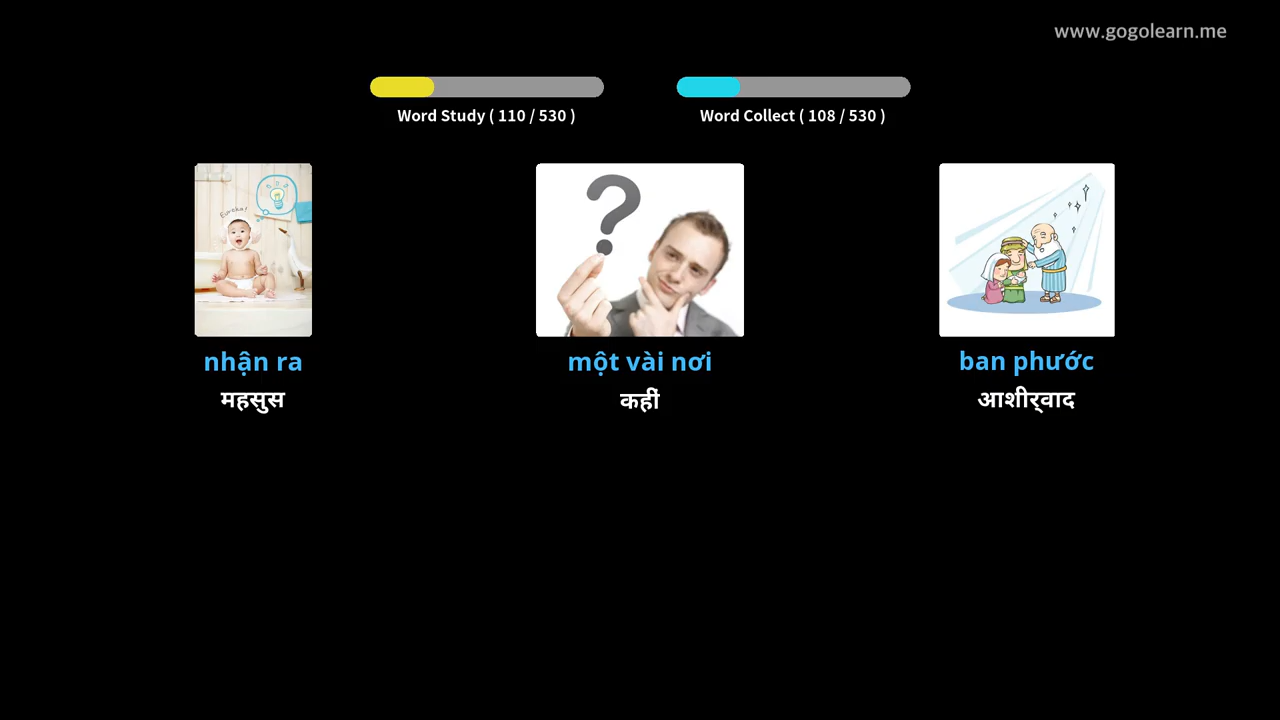 www.gogolearn.me
Word Study ( 110 / 530 )
Word Collect ( 108 / 530 )
Eureka!
nhận ra
một vài nơi
ban phước
महसुस
कहीं
आशीर्‍वाद